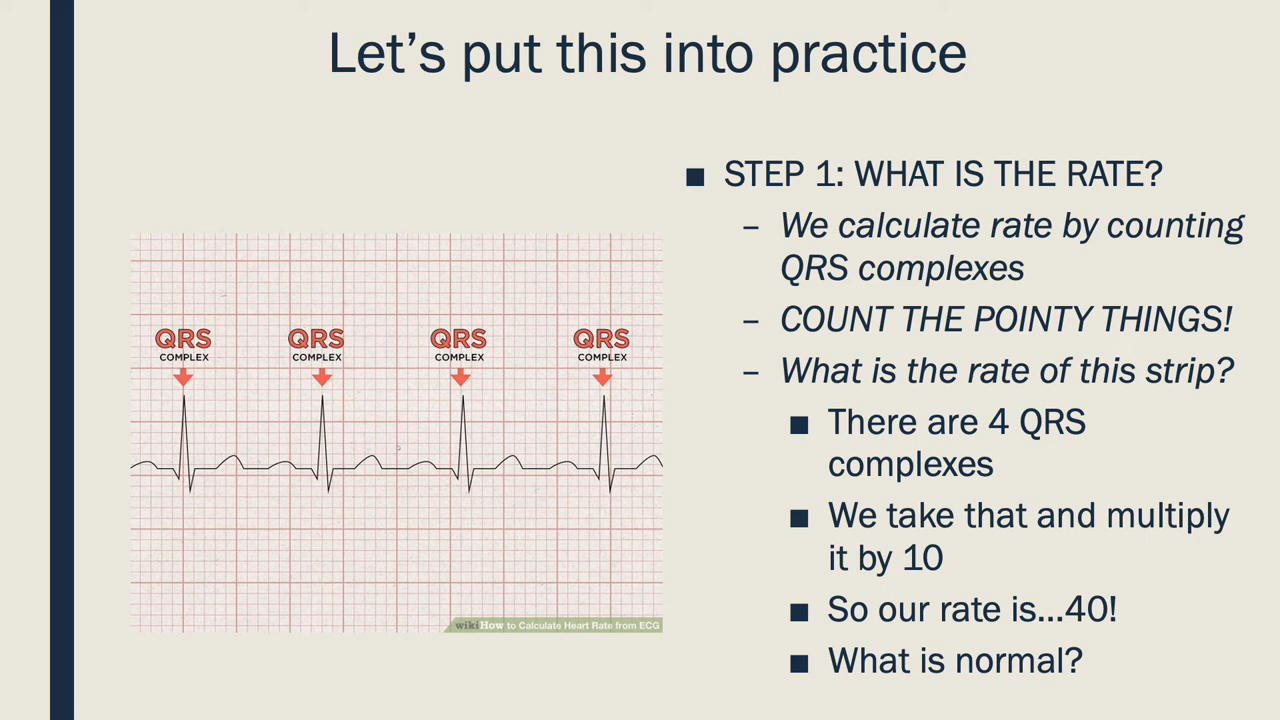 Let’s put this into practice
■ STEP 1: WHAT IS THE RATE?
– We calculate rate by counting
QRS complexes
– COUNT THE POINTY THINGS!
– What is the rate of this strip?
■ There are 4 QRS
complexes
■ We take that and multiply
it by 10
■ So our rate is...40!
■ What is normal?
QRS QRS QRS QRS
COMPLEX COMPLEX COMPLEX COMPLEX
wikiHow to Calculate Heart Rate from ECG